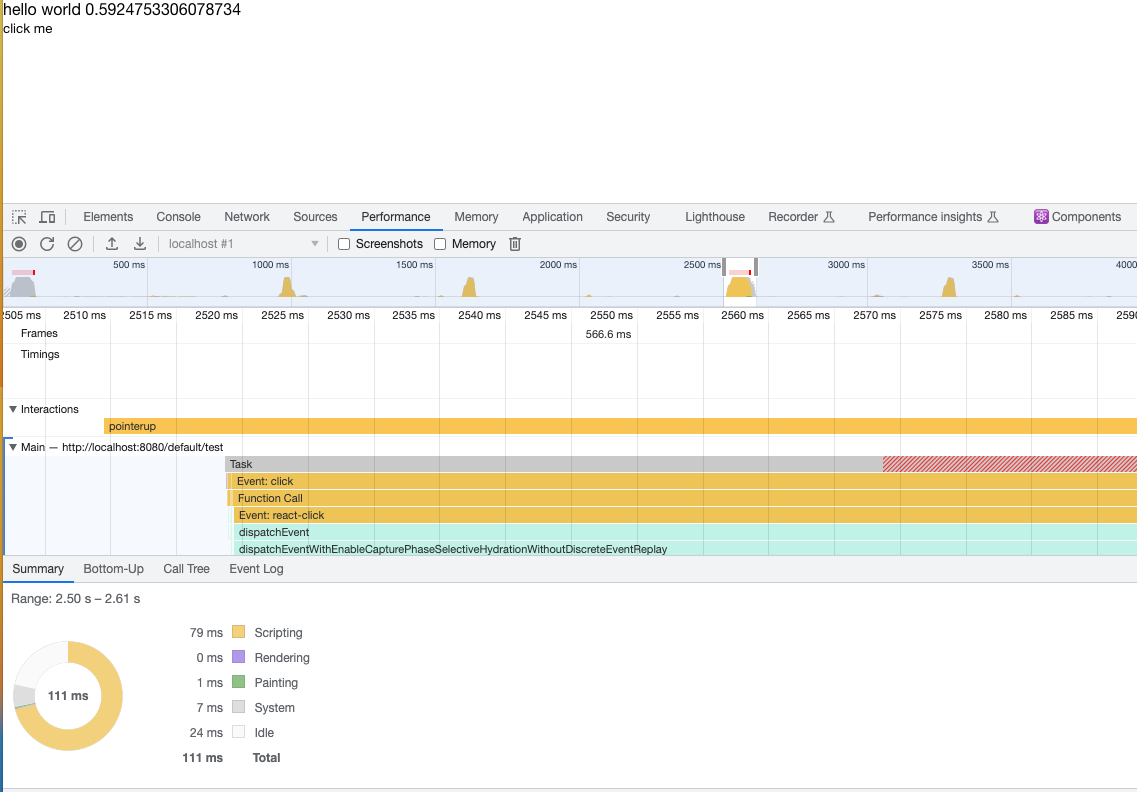 hello world 0.5924753306078734
click me
Elements Console Network Sources Performance Memory Application Security Lighthouse Recorder Performance insights Components
localhost #1 Screenshots Memory
500 ms 1000 ms 1500 ms 2000 ms 2500 ms 3000 ms 3500 ms 4000
2505 ms 2510 ms 2515 ms 2520 ms 2525 ms 2530 ms 2535 ms 2540 ms 2545 ms 2550 ms 2555 ms 2560 ms 2565 ms 2570 ms 2575 ms 2580 ms 2585 ms 2590
Frames 566.6 ms
Timings
Interactions
pointerup
Main — http://localhost:8080/default/test
Task
Event: click
Function Call
Event: react-click
dispatchEvent
dispatchEventWithEnableCapturePhaseSelectiveHydrationWithoutDiscreteEventReplay
Summary Bottom-Up Call Tree Event Log
Range: 2.50 s – 2.61 s
79 ms Scripting
0 ms Rendering
1 ms Painting
111 ms
7 ms System
24 ms Idle
111 ms Total